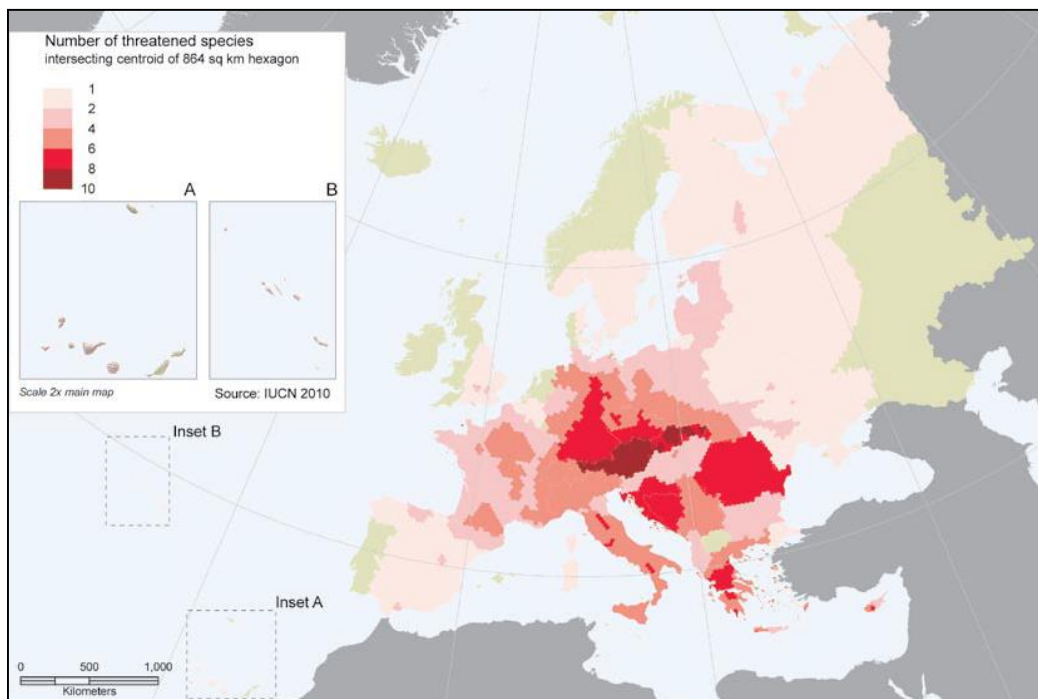 Number of threatened species
intersecting centroid of 864 sq km hexagon
1
2
4
6
8
10
A
B
Scale 2x main map
Source: IUCN 2010
Inset B
Inset A
0 500 1,000
Kilometers